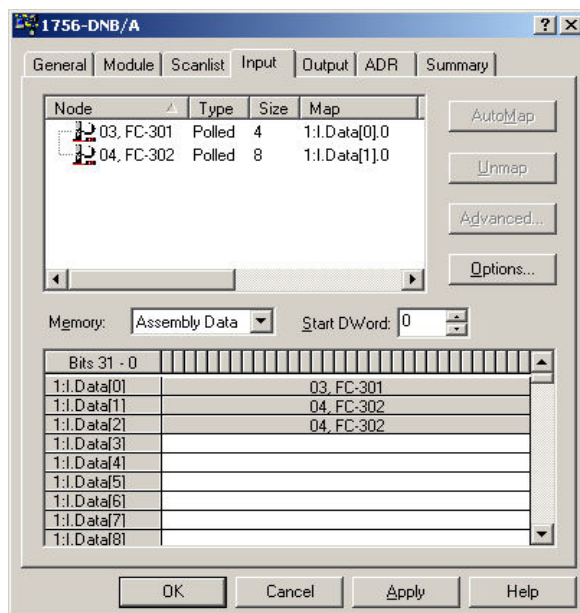 1756-DNB/A
General Module Scanlist Input Output ADR Summary
Node Type Size Map
03, FC-301 Polled 4 1:I.Data[0].0
04, FC-302 Polled 8 1:I.Data[1].0
AutoMap
Unmap
Advanced...
Options...
Memory: Assembly Data Start DWord: 0
Bits 31 - 0
1:I.Data[0] 03, FC-301
1:I.Data[1] 04, FC-302
1:I.Data[2] 04, FC-302
1:I.Data[3]
1:I.Data[4]
1:I.Data[5]
1:I.Data[6]
1:I.Data[7]
1:I.Data[8]
OK Cancel Apply Help